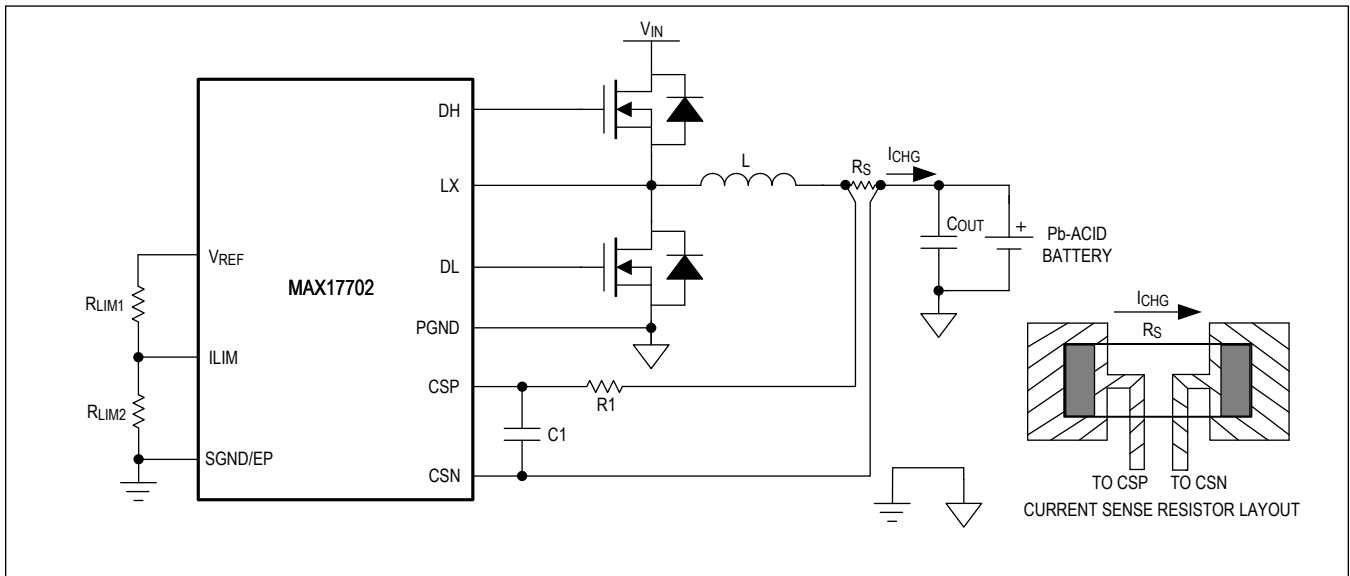 VIN
DH
ICHG
L
RS
LX
COUT
+
Pb-ACID
BATTERY
VREF
DL
MAX17702
RLIM1
ICHG
PGND
RS
ILIM
CSP
R1
RLIM2
C1
SGND/EP
CSN
TO CSP TO CSN
CURRENT SENSE RESISTOR LAYOUT